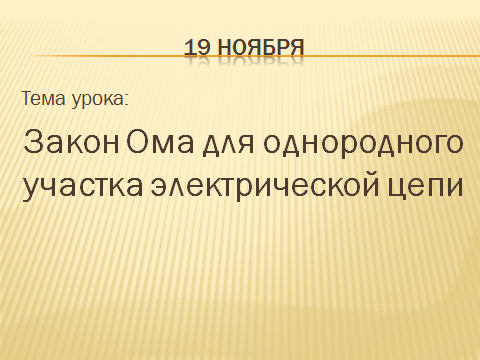 19 НОЯБРЯ
Тема урока:
Закон Ома для однородного
участка электрической цепи